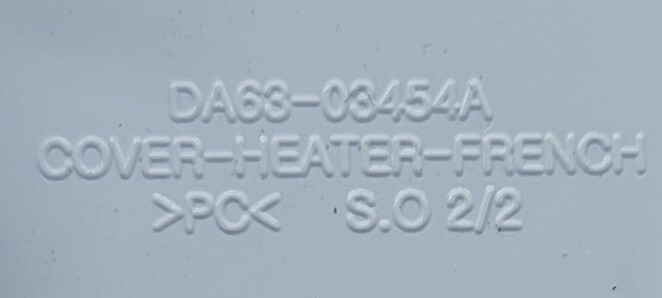 DA63-03454A
COVER-HEATER-FRENCH
>PC< S.O 2/2